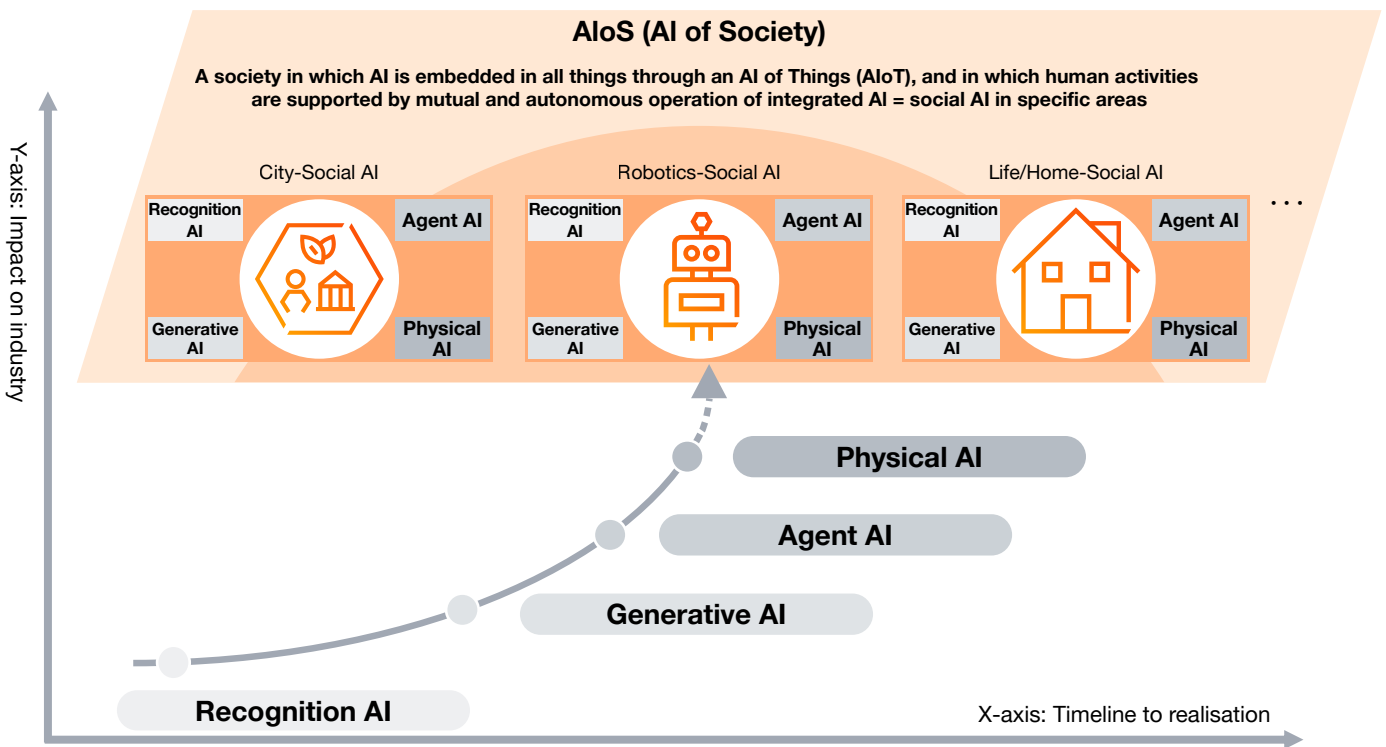 AIoS (AI of Society)
A society in which AI is embedded in all things through an AI of Things (AIoT), and in which human activities
are supported by mutual and autonomous operation of integrated AI = social AI in specific areas
Y-axis: Impact on industry
City-Social AI
Recognition
AI
Agent AI
Generative
AI
Physical
AI
Robotics-Social AI
Recognition
AI
Agent AI
Generative
AI
Physical
AI
Life/Home-Social AI
Recognition
AI
Agent AI
Generative
AI
Physical
AI
...
Physical AI
Agent AI
Generative AI
Recognition AI
X-axis: Timeline to realisation